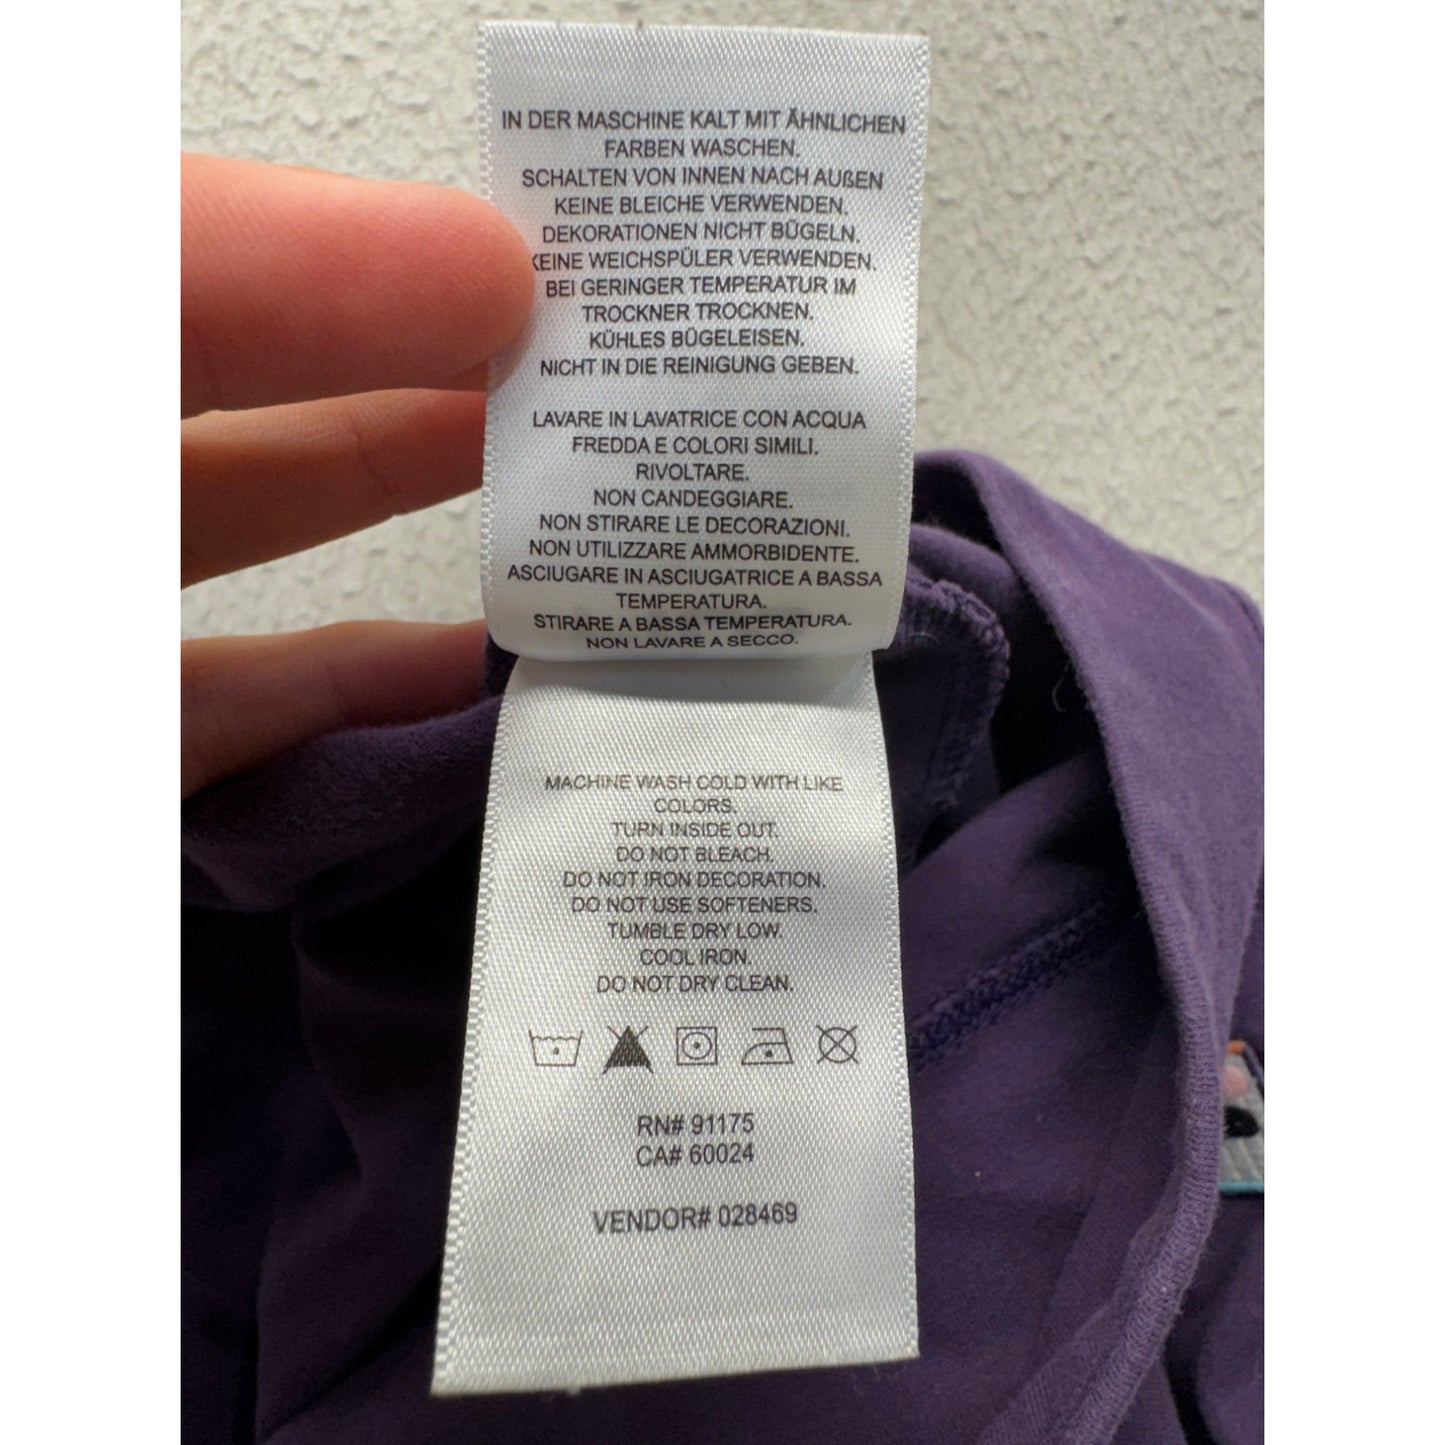 IN DER MASCHINE KALT MIT ÄHNLICHEN
FARBEN WASCHEN.
SCHALTEN VON INNEN NACH AUßEN
KEINE BLEICHE VERWENDEN.
DEKORATIONEN NICHT BÜGELN.
KEINE WEICHSPÜLER VERWENDEN.
BEI GERINGER TEMPERATUR IM
TROCKNER TROCKNEN.
KÜHLES BÜGELEISEN.
NICHT IN DIE REINIGUNG GEBEN.
LAVARE IN LAVATRICE CON ACQUA
FREDDA E COLORI SIMILI.
RIVOLTARE.
NON CANDEGGIARE.
NON STIRARE LE DECORAZIONI.
NON UTILIZZARE AMMORBIDENTE.
ASCIUGARE IN ASCIUGATRICE A BASSA
TEMPERATURA.
STIRARE A BASSA TEMPERATURA.
NON LAVARE A SECCO.
MACHINE WASH COLD WITH LIKE
COLORS.
TURN INSIDE OUT.
DO NOT BLEACH.
DO NOT IRON DECORATION.
DO NOT USE SOFTENERS.
TUMBLE DRY LOW.
COOL IRON.
DO NOT DRY CLEAN.
RN# 91175
CA# 60024
VENDOR# 028469